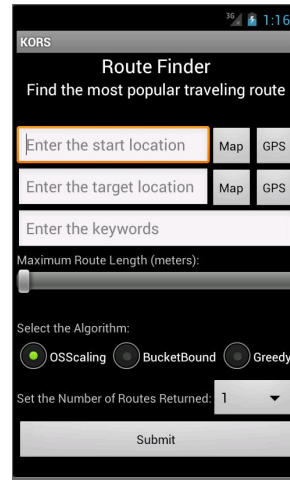 3G 1:16
KORS
Route Finder
Find the most popular traveling route
Enter the start location Map GPS
Enter the target location Map GPS
Enter the keywords
Maximum Route Length (meters):
Select the Algorithm:
OSScaling BucketBound Greedy
Set the Number of Routes Returned: 1
Submit